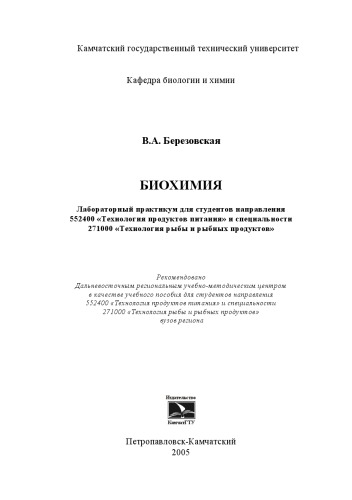 Камчатский государственный технический университет
Кафедра биологии и химии
В.А. Березовская
БИОХИМИЯ
Лабораторный практикум для студентов направления
552400 «Технология продуктов питания» и специальности
271000 «Технология рыбы и рыбных продуктов»
Рекомендовано
Дальневосточным региональным учебно-методическим центром
в качестве учебного пособия для студентов направления
552400 «Технология продуктов питания» и специальности
271000 «Технология рыбы и рыбных продуктов»
вузов региона
Издательство
КамчатГТУ
Петропавловск-Камчатский
2005